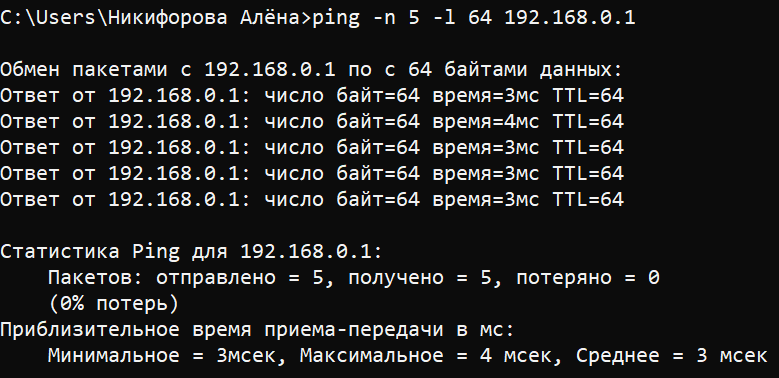 C:\Users\Никифорова Алёна>ping -n 5 -l 64 192.168.0.1
Обмен пакетами с 192.168.0.1 по с 64 байтами данных:
Ответ от 192.168.0.1: число байт=64 время=3мс TTL=64
Ответ от 192.168.0.1: число байт=64 время=4мс TTL=64
Ответ от 192.168.0.1: число байт=64 время=3мс TTL=64
Ответ от 192.168.0.1: число байт=64 время=3мс TTL=64
Ответ от 192.168.0.1: число байт=64 время=3мс TTL=64
Статистика Ping для 192.168.0.1:
Пакетов: отправлено = 5, получено = 5, потеряно = 0
(0% потерь)
Приблизительное время приема-передачи в мс:
Минимальное = 3мсек, Максимальное = 4 мсек, Среднее = 3 мсек